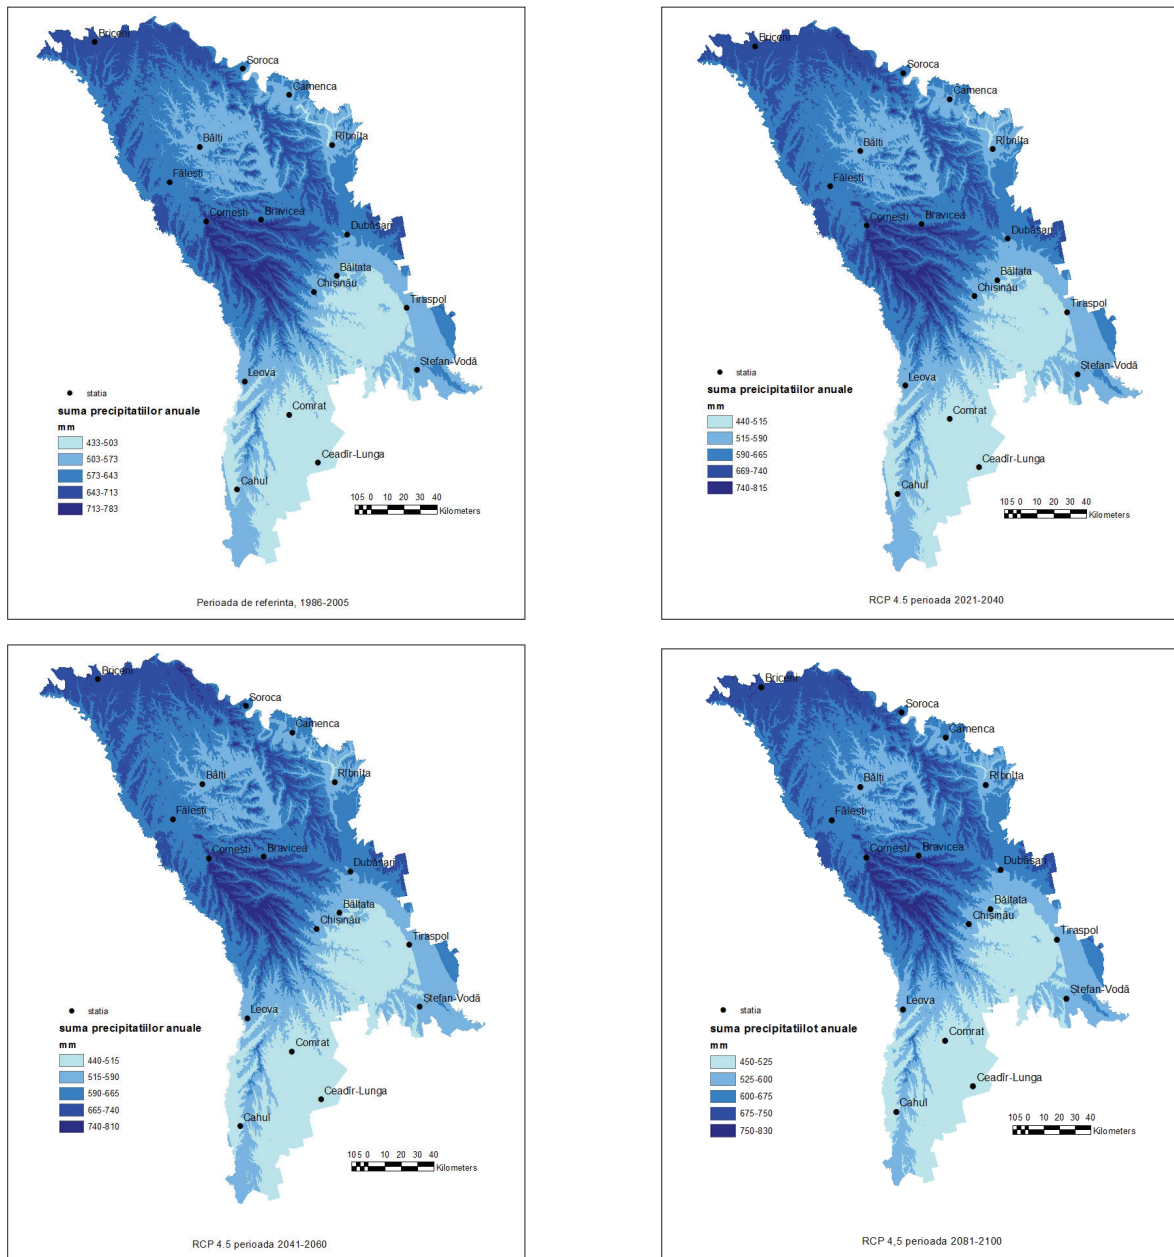 Briceni
Soroca
Camenca
Rîbnița
Bălți
Fălești
Cornești
Bravicea
Dubăsari
Băltata
Chișinău
Tiraspol
Ștefan-Vodă
Leova
Comrat
Ceadîr-Lunga
Cahul
statia
suma precipitatiilor anuale
mm
433-503
503-573
573-643
643-713
713-783
105 0 10 20 30 40
Kilometers
Perioada de referinta, 1986-2005
Briceni
Soroca
Camenca
Rîbnița
Bălți
Fălești
Cornești
Bravicea
Dubăsari
Băltata
Chișinău
Tiraspol
Ștefan-Vodă
Leova
Comrat
Ceadîr-Lunga
Cahul
statia
suma preicipitatiilor anuale
mm
440-515
515-590
590-665
669-740
740-815
105 0 10 20 30 40
Kilometers
RCP 4.5 perioada 2021-2040
Briceni
Soroca
Camenca
Rîbnița
Bălți
Fălești
Cornești
Bravicea
Dubăsari
Băltata
Chișinău
Tiraspol
Ștefan-Vodă
Leova
Comrat
Ceadîr-Lunga
Cahul
statia
suma precipitatiilor anuale
mm
440-515
515-590
590-665
665-740
740-810
105 0 10 20 30 40
Kilometers
RCP 4.5 perioada 2041-2060
Briceni
Soroca
Camenca
Rîbnița
Bălți
Fălești
Cornești
Bravicea
Dubăsari
Băltata
Chișinău
Tiraspol
Ștefan-Vodă
Leova
Comrat
Ceadîr-Lunga
Cahul
statia
suma precipitatiilot anuale
mm
450-525
525-600
600-675
675-750
750-830
105 0 10 20 30 40
Kilometers
RCP 4,5 perioada 2081-2100